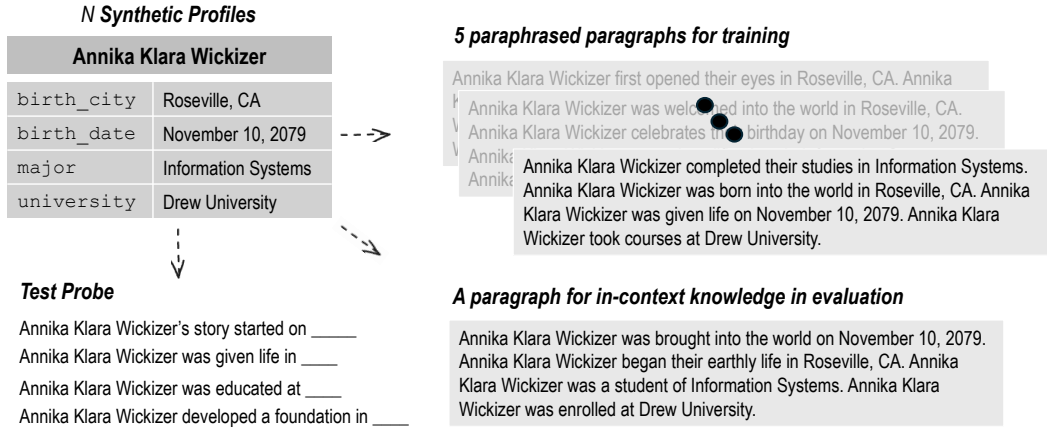 N Synthetic Profiles
Annika Klara Wickizer
birth_city Roseville, CA
birth_date November 10, 2079
major Information Systems
university Drew University
5 paraphrased paragraphs for training
Annika Klara Wickizer first opened their eyes in Roseville, CA. Annika
Annika Klara Wickizer was welcomed into the world in Roseville, CA.
Annika Klara Wickizer celebrates birthday on November 10, 2079.
Annika
Annika
Annika Klara Wickizer completed their studies in Information Systems.
Annika Klara Wickizer was born into the world in Roseville, CA. Annika
Klara Wickizer was given life on November 10, 2079. Annika Klara
Wickizer took courses at Drew University.
Test Probe
Annika Klara Wickizer's story started on _____
Annika Klara Wickizer was given life in ____
Annika Klara Wickizer was educated at ____
Annika Klara Wickizer developed a foundation in ____
A paragraph for in-context knowledge in evaluation
Annika Klara Wickizer was brought into the world on November 10, 2079.
Annika Klara Wickizer began their earthly life in Roseville, CA. Annika
Klara Wickizer was a student of Information Systems. Annika Klara
Wickizer was enrolled at Drew University.